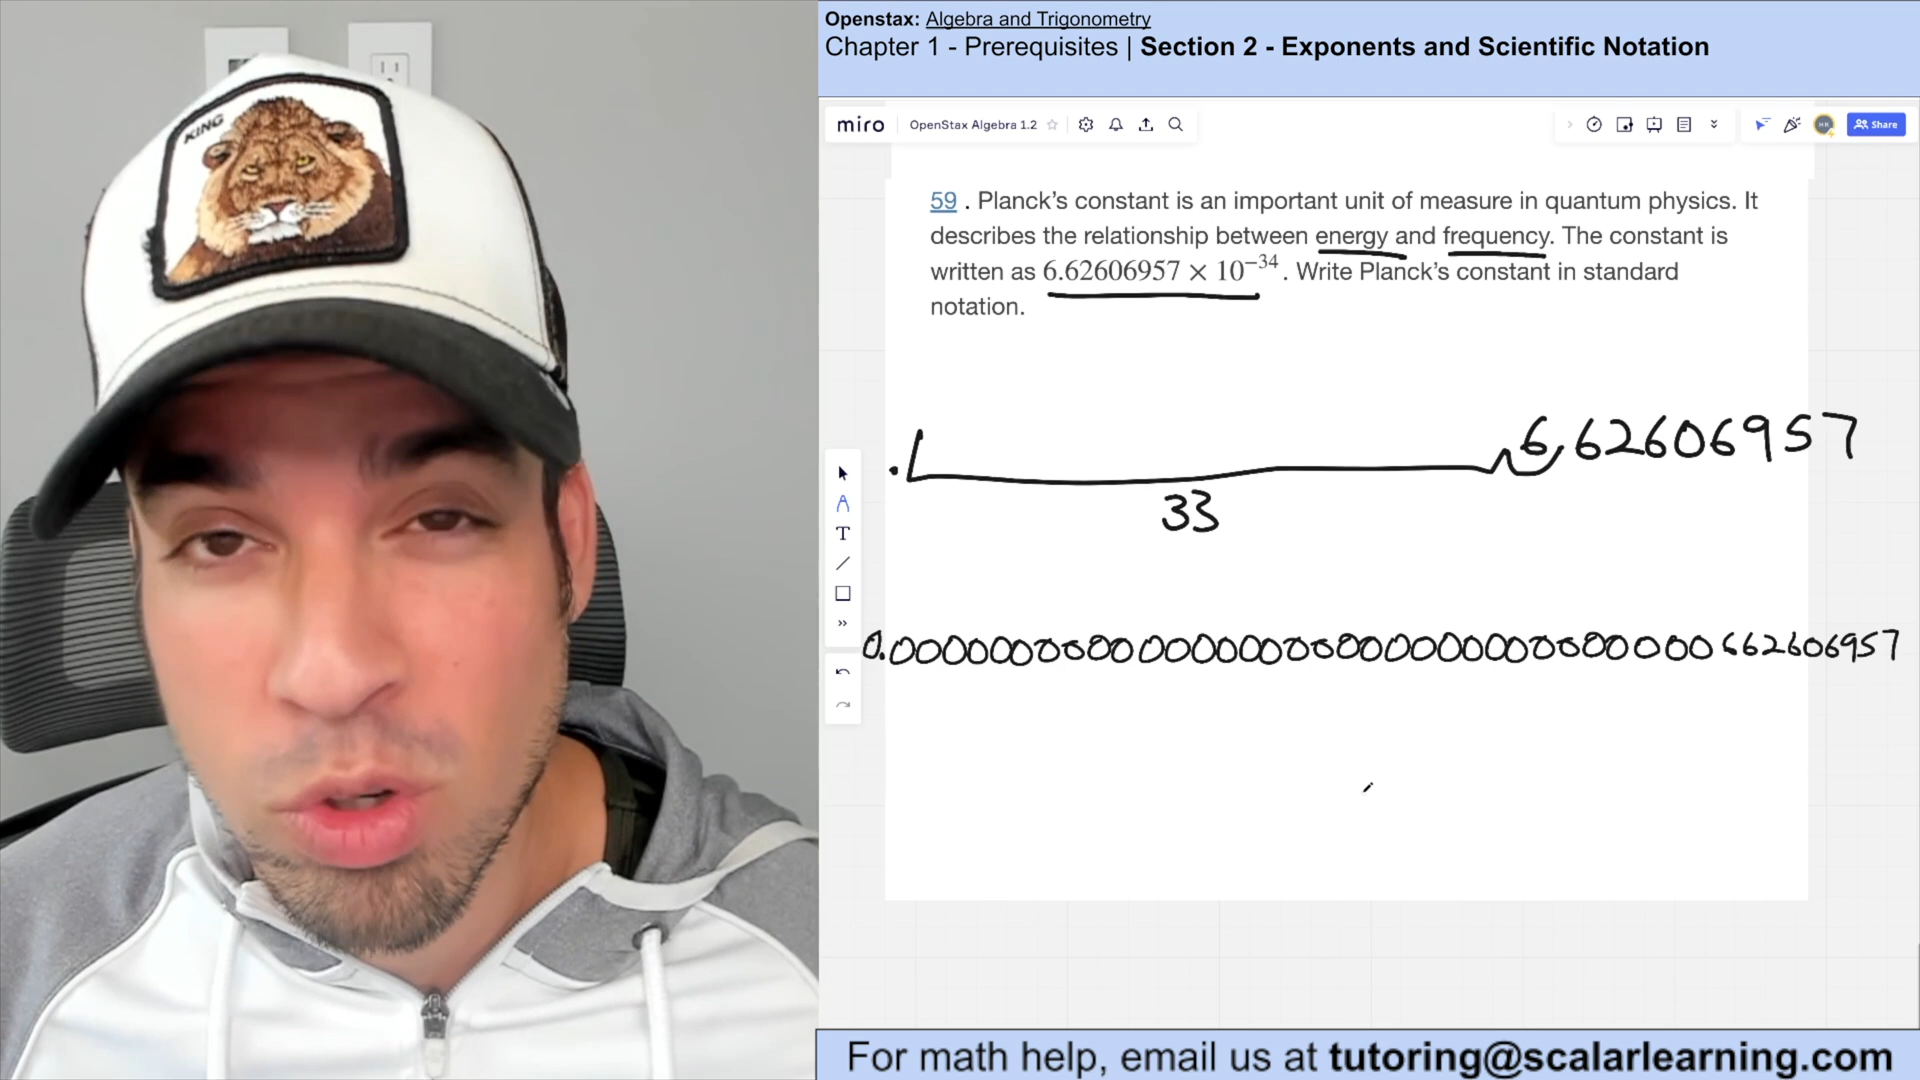 KING
Openstax: Algebra and Trigonometry
Chapter 1 - Prerequisites | Section 2 - Exponents and Scientific Notation
miro OpenStax Algebra 1.2
Share
59 . Planck’s constant is an important unit of measure in quantum physics. It
describes the relationship between energy and frequency. The constant is
written as 6.62606957 × 10⁻³⁴ . Write Planck’s constant in standard
notation.
. 6.62606957
33
0.000000000000000000000000000000000662606957
For math help, email us at tutoring@scalarlearning.com